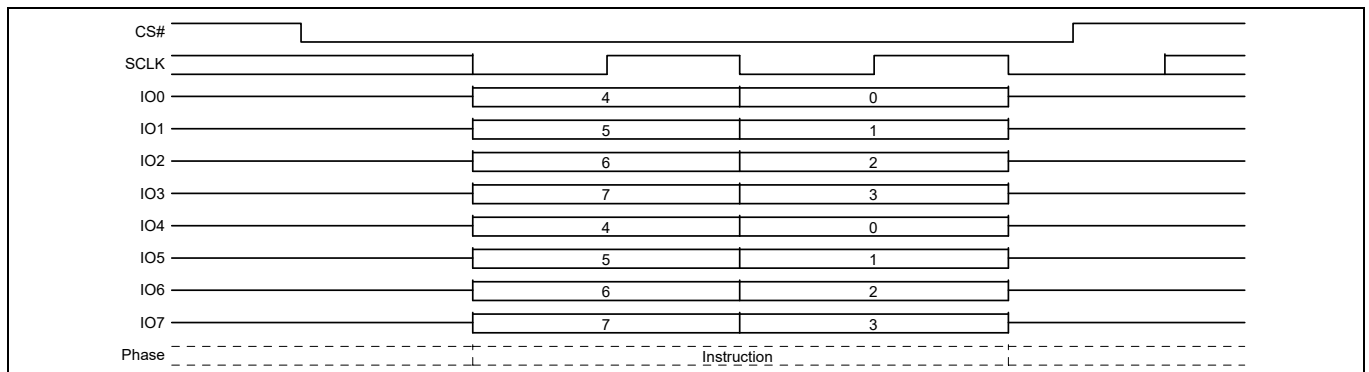 CS#
SCLK
IO0 4 0
IO1 5 1
IO2 6 2
IO3 7 3
IO4 4 0
IO5 5 1
IO6 6 2
IO7 7 3
Phase Instruction